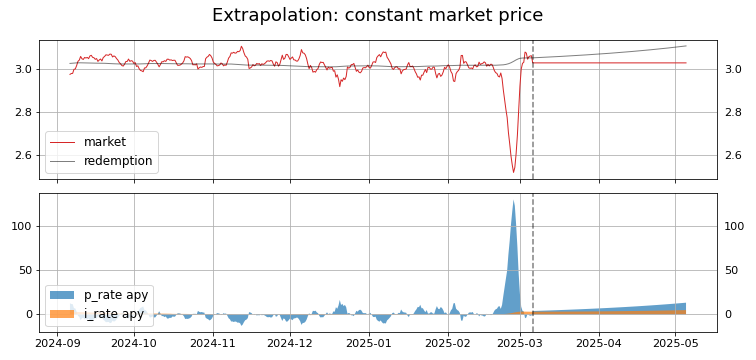 Extrapolation: constant market price
3.0 3.0
2.8 2.8
2.6 2.6
market
redemption
100 100
50 50
0 0
p_rate apy
i_rate apy
2024-09 2024-10 2024-11 2024-12 2025-01 2025-02 2025-03 2025-04 2025-05